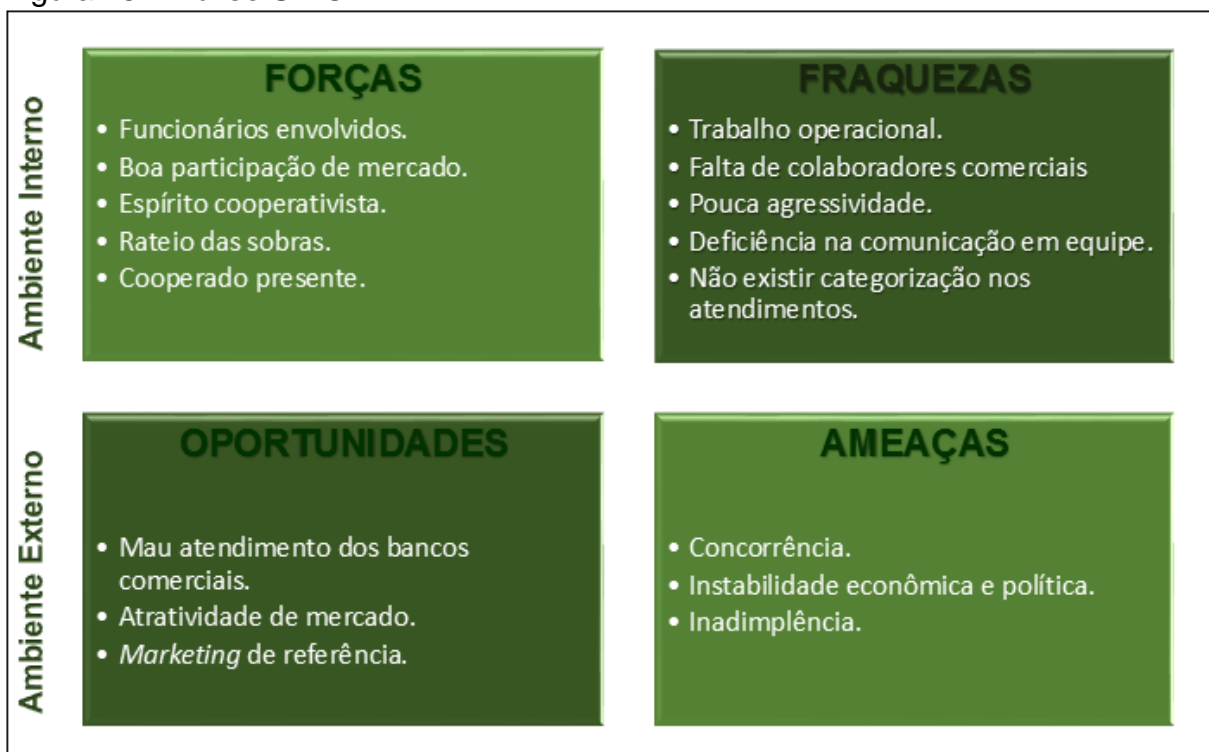 Ambiente Interno
FORÇAS
• Funcionários envolvidos.
• Boa participação de mercado.
• Espírito cooperativista.
• Rateio das sobras.
• Cooperado presente.
FRAQUEZAS
• Trabalho operacional.
• Falta de colaboradores comerciais
• Pouca agressividade.
• Deficiência na comunicação em equipe.
• Não existir categorização nos
atendimentos.
Ambiente Externo
OPORTUNIDADES
• Mau atendimento dos bancos
comerciais.
• Atratividade de mercado.
• Marketing de referência.
AMEAÇAS
• Concorrência.
• Instabilidade econômica e política.
• Inadimplência.